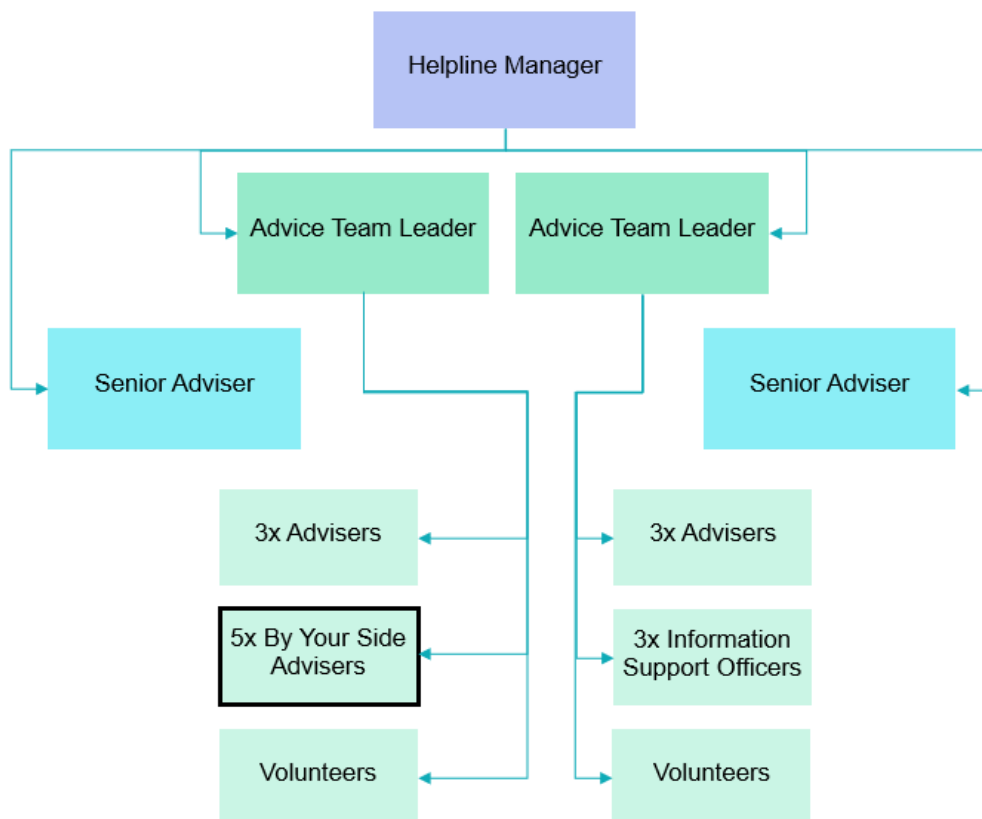 Helpline Manager
Advice Team Leader
Advice Team Leader
Senior Adviser
Senior Adviser
3x Advisers
3x Advisers
5x By Your Side
Advisers
3x Information
Support Officers
Volunteers
Volunteers